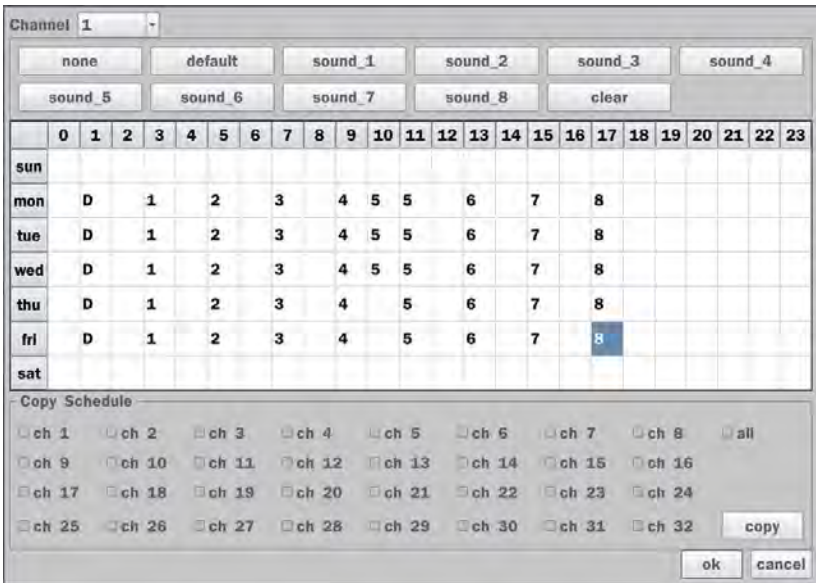 Channel 1
none default sound_1 sound_2 sound_3 sound_4
sound_5 sound_6 sound_7 sound_8 clear
0 1 2 3 4 5 6 7 8 9 10 11 12 13 14 15 16 17 18 19 20 21 22 23
sun
mon D 1 2 3 4 5 5 6 7 8
tue D 1 2 3 4 5 5 6 7 8
wed D 1 2 3 4 5 5 6 7 8
thu D 1 2 3 4 5 6 7 8
fri D 1 2 3 4 5 6 7 8
sat
Copy Schedule
ch 1 ch 2 ch 3 ch 4 ch 5 ch 6 ch 7 ch 8 all
ch 9 ch 10 ch 11 ch 12 ch 13 ch 14 ch 15 ch 16
ch 17 ch 18 ch 19 ch 20 ch 21 ch 22 ch 23 ch 24
ch 25 ch 26 ch 27 ch 28 ch 29 ch 30 ch 31 ch 32 copy
ok cancel